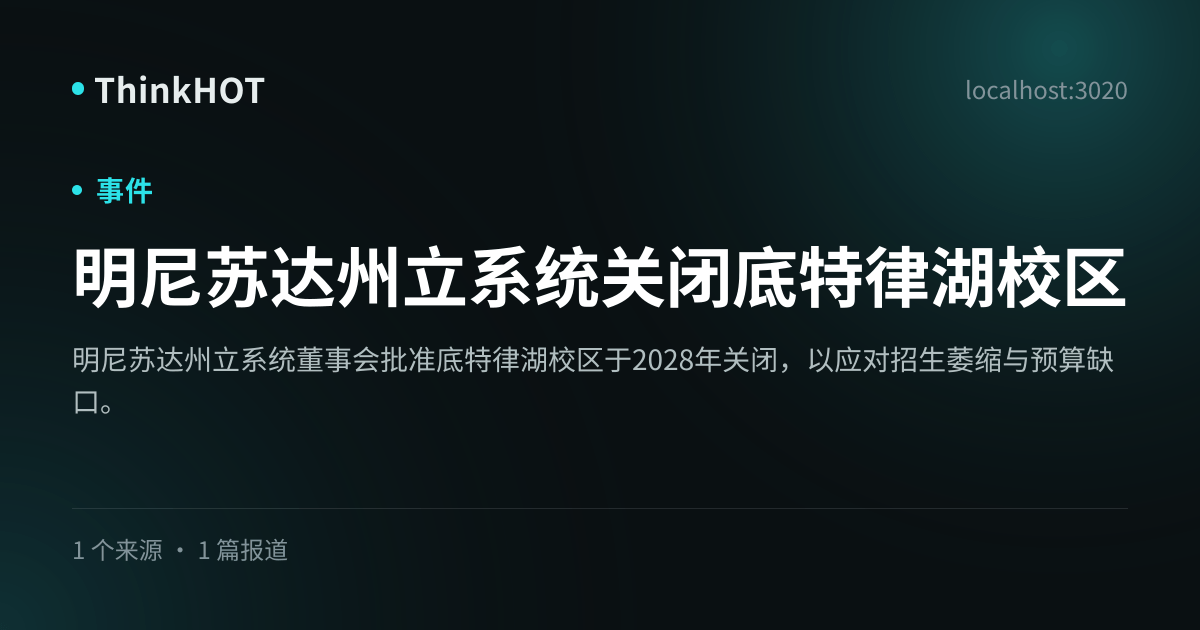 ThinkHOT
localhost:3020
事件
明尼苏达州立系统关闭底特律湖校区
明尼苏达州立系统董事会批准底特律湖校区于2028年关闭，以应对招生萎缩与预算缺
口。
1 个来源 · 1 篇报道